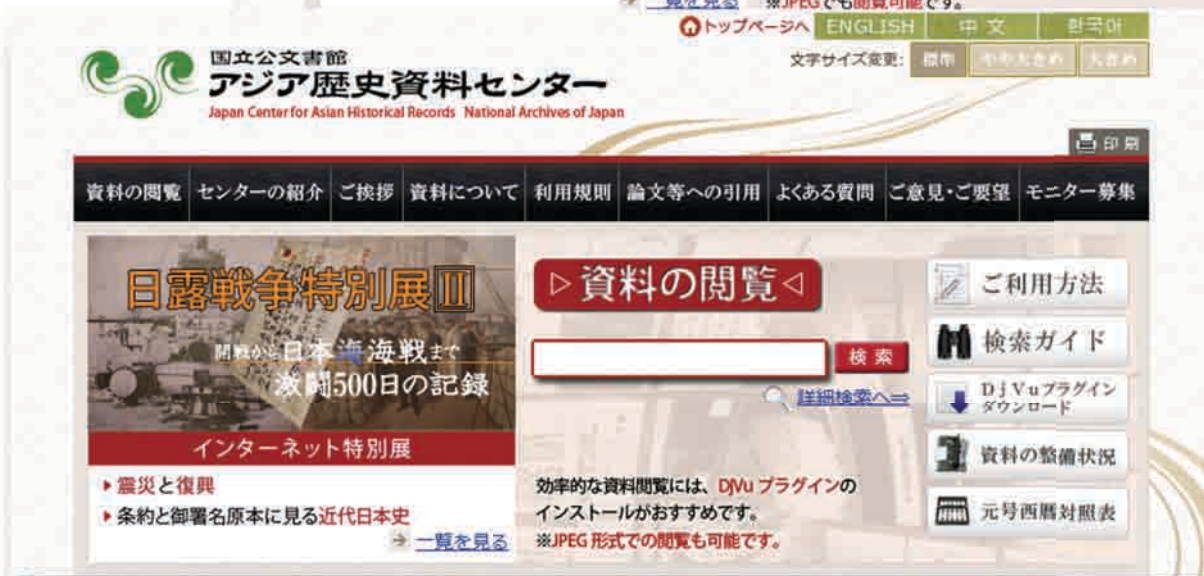 一覧を見る ※JPEGでも閲覧可能です。
トップページへ ENGLISH 中文 한국어
国立公文書館
アジア歴史資料センター
Japan Center for Asian Historical Records National Archives of Japan
文字サイズ変更: 標準 やや大きめ 大きめ
印刷
資料の閲覧 センターの紹介 ご挨拶 資料について 利用規則 論文等への引用 よくある質問 ご意見・ご要望 モニター募集
日露戦争特別展II
開戦から日本海海戦まで
激闘500日の記録
インターネット特別展
震災と復興
条約と御署名原本に見る近代日本史
一覧を見る
資料の閲覧
検索
詳細検索へ⇒
効率的な資料閲覧には、DjVu プラグインの
インストールがおすすめです。
※JPEG 形式での閲覧も可能です。
ご利用方法
検索ガイド
DjVuプラグイン
ダウンロード
資料の整備状況
元号西暦対照表